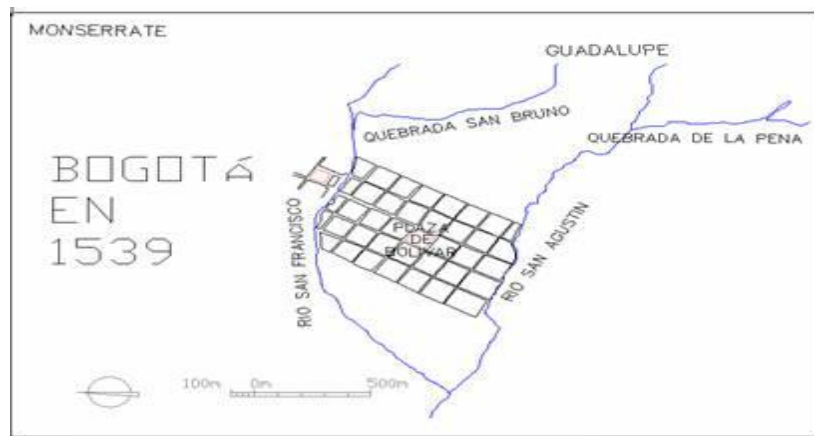 MONSERRATE
GUADALUPE
QUEBRADA SAN BRUNO
QUEBRADA DE LA PENA
BOGOTá
EN
1539
PLAZA
DE
BOLIVAR
RIO SAN FRANCISCO
RIO SAN AGUSTIN
100m 0m 500m